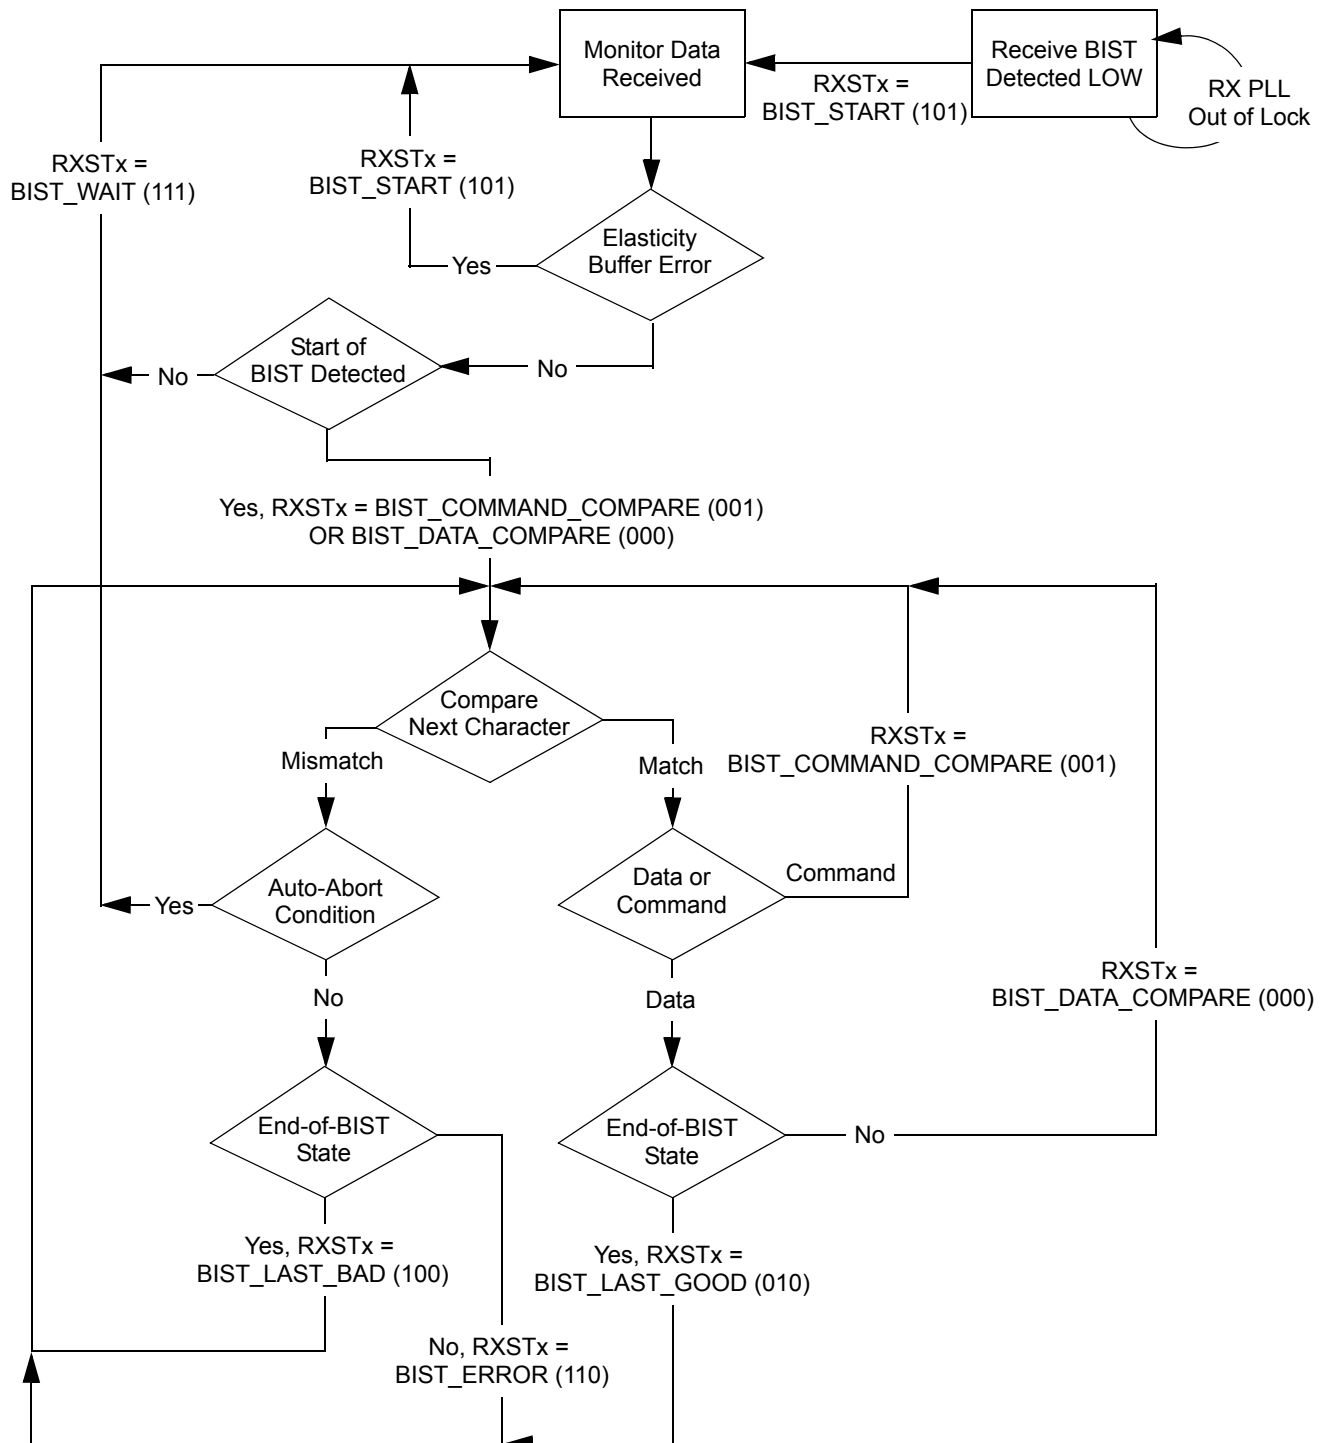 Monitor Data
Received
Receive BIST
Detected LOW
RX PLL
Out of Lock
RXSTx =
BIST_START (101)
RXSTx =
BIST_WAIT (111)
RXSTx =
BIST_START (101)
Elasticity
Buffer Error
Yes
No
Start of
BIST Detected
No
Yes, RXSTx = BIST_COMMAND_COMPARE (001)
OR BIST_DATA_COMPARE (000)
Compare
Next Character
Mismatch
Match
RXSTx =
BIST_COMMAND_COMPARE (001)
Auto-Abort
Condition
Yes
Data or
Command
Command
No
Data
RXSTx =
BIST_DATA_COMPARE (000)
End-of-BIST
State
End-of-BIST
State
No
Yes, RXSTx =
BIST_LAST_BAD (100)
Yes, RXSTx =
BIST_LAST_GOOD (010)
No, RXSTx =
BIST_ERROR (110)